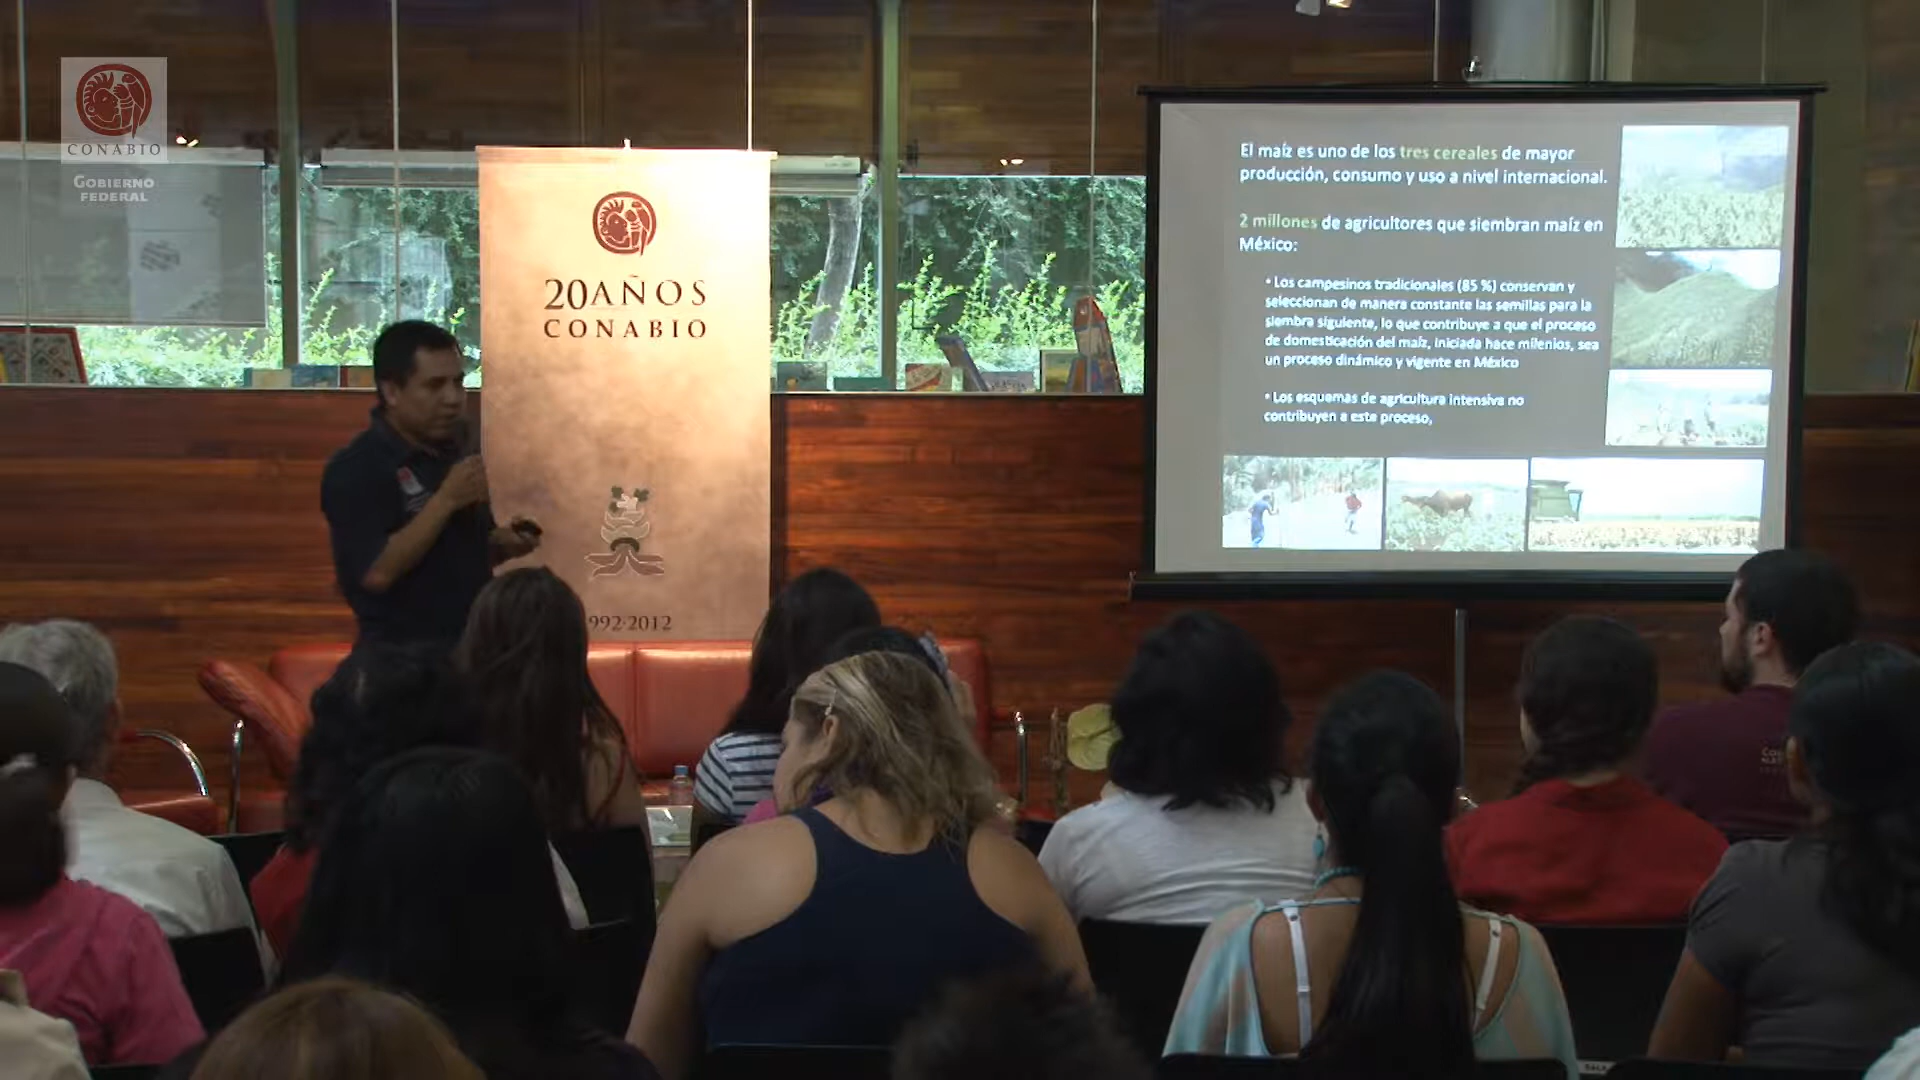 CONABIO
GOBIERNO
FEDERAL
20 AÑOS
CONABIO
992·2012
El maíz es uno de los tres cereales de mayor
producción, consumo y uso a nivel internacional.
2 millones de agricultores que siembran maíz en
México:
• Los campesinos tradicionales (85 %) conservan y
seleccionan de manera constante las semillas para la
siembra siguiente, lo que contribuye a que el proceso
de domesticación del maíz, iniciada hace milenios, sea
un proceso dinámico y vigente en México
• Los esquemas de agricultura intensiva no
contribuyen a este proceso,